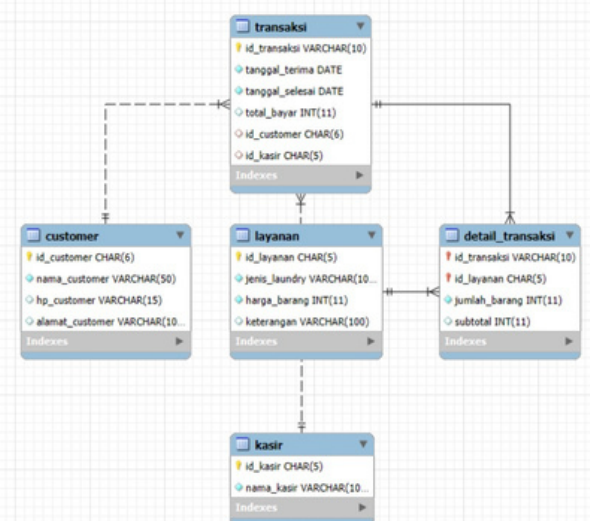 transaksi
id_transaksi VARCHAR(10)
tanggal_terima DATE
tanggal_selesai DATE
total_bayar INT(11)
id_customer CHAR(6)
id_kasir CHAR(5)
Indexes
customer
id_customer CHAR(6)
nama_customer VARCHAR(50)
hp_customer VARCHAR(15)
alamat_customer VARCHAR(10...
Indexes
layanan
id_layanan CHAR(5)
jenis_laundry VARCHAR(10...
harga_barang INT(11)
keterangan VARCHAR(100)
Indexes
detail_transaksi
id_transaksi VARCHAR(10)
id_layanan CHAR(5)
jumlah_barang INT(11)
subtotal INT(11)
Indexes
kasir
id_kasir CHAR(5)
nama_kasir VARCHAR(10...
Indexes